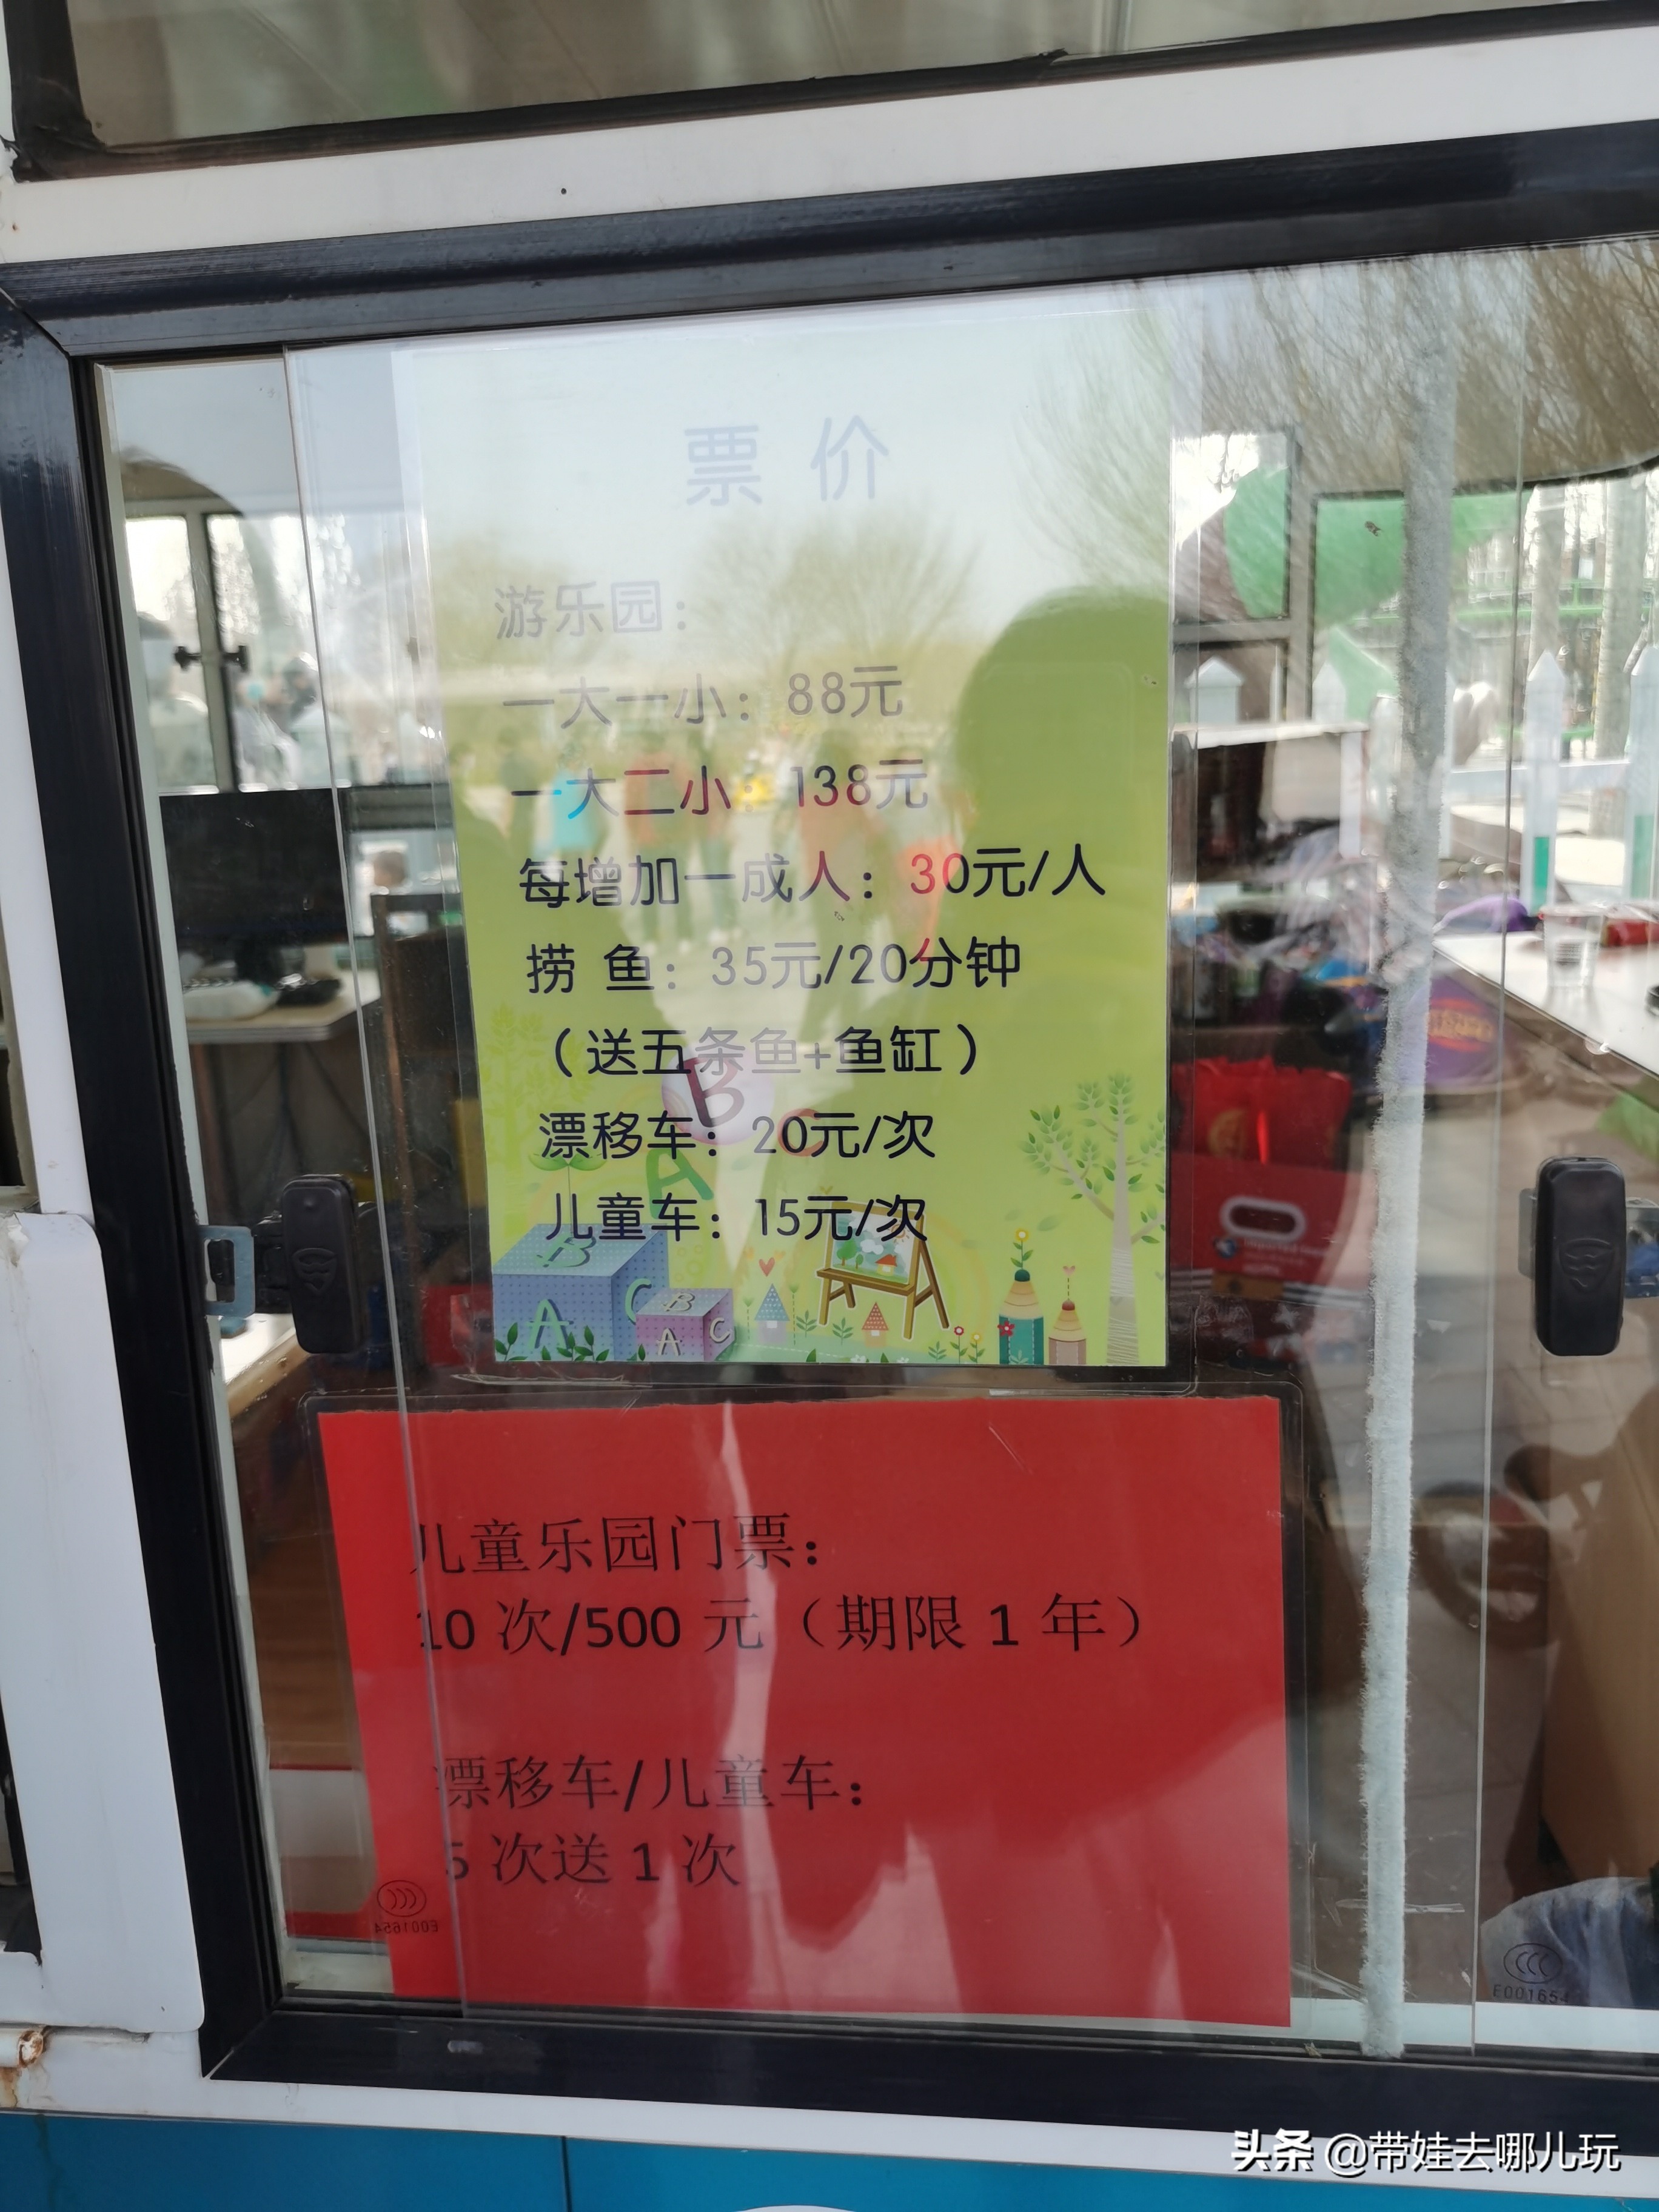 票 价
游乐园：
一大一小：88元
一大二小：138元
每增加一成人：30元/人
捞 鱼：35元/20分钟
（送五条鱼+鱼缸）
漂移车：20元/次
儿童车：15元/次
B
A
C
B
A
C
B
A
C
儿童乐园门票：
10 次/500 元（期限 1 年）
漂移车/儿童车：
5 次送 1 次
E001654
E001654
头条 @带娃去哪儿玩